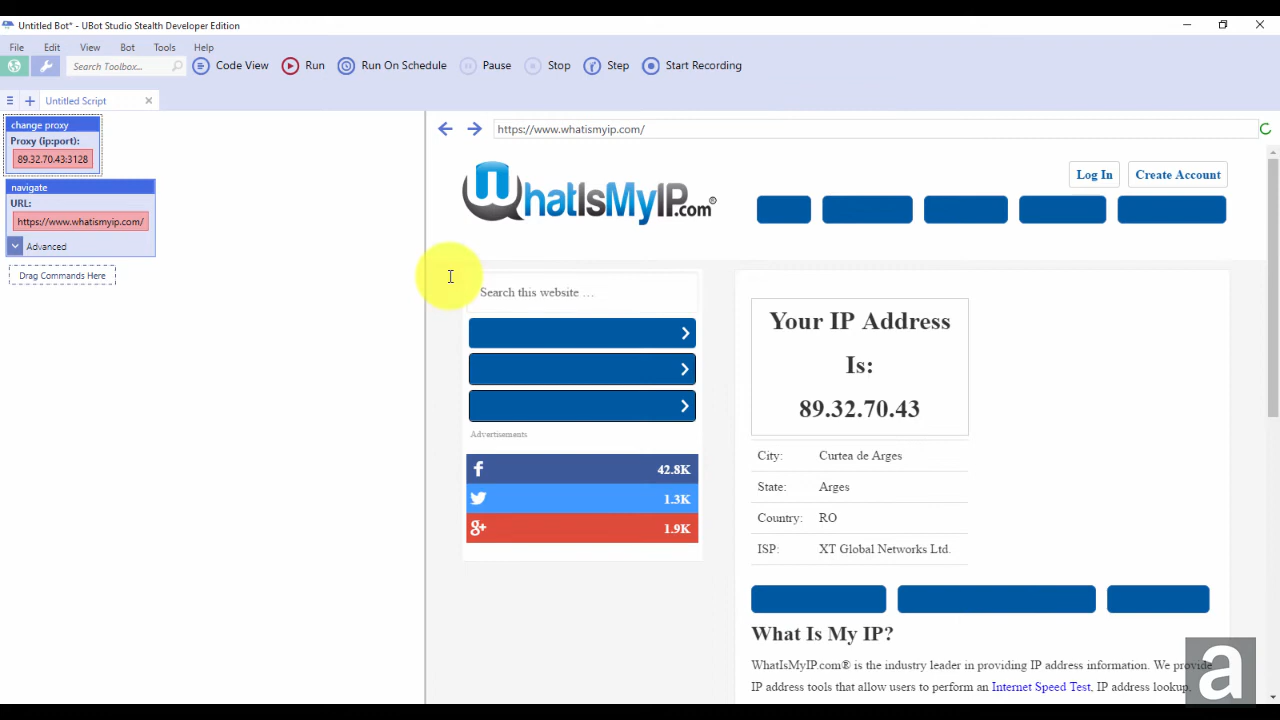 Untitled Bot* - UBot Studio Stealth Developer Edition
File Edit View Bot Tools Help
Search Toolbox... Code View Run Run On Schedule Pause Stop Step Start Recording
Untitled Script
change proxy
Proxy (ip:port):
89.32.70.43:3128
navigate
URL:
https://www.whatismyip.com/
Advanced
Drag Commands Here
https://www.whatismyip.com/
WhatIsMyIP.com®
Log In Create Account
Search this website …
Advertisements
42.8K
1.3K
g+ 1.9K
Your IP Address
Is:
89.32.70.43
City: Curtea de Arges
State: Arges
Country: RO
ISP: XT Global Networks Ltd.
What Is My IP?
WhatIsMyIP.com® is the industry leader in providing IP address information. We provide
IP address tools that allow users to perform an Internet Speed Test, IP address lookup,
a